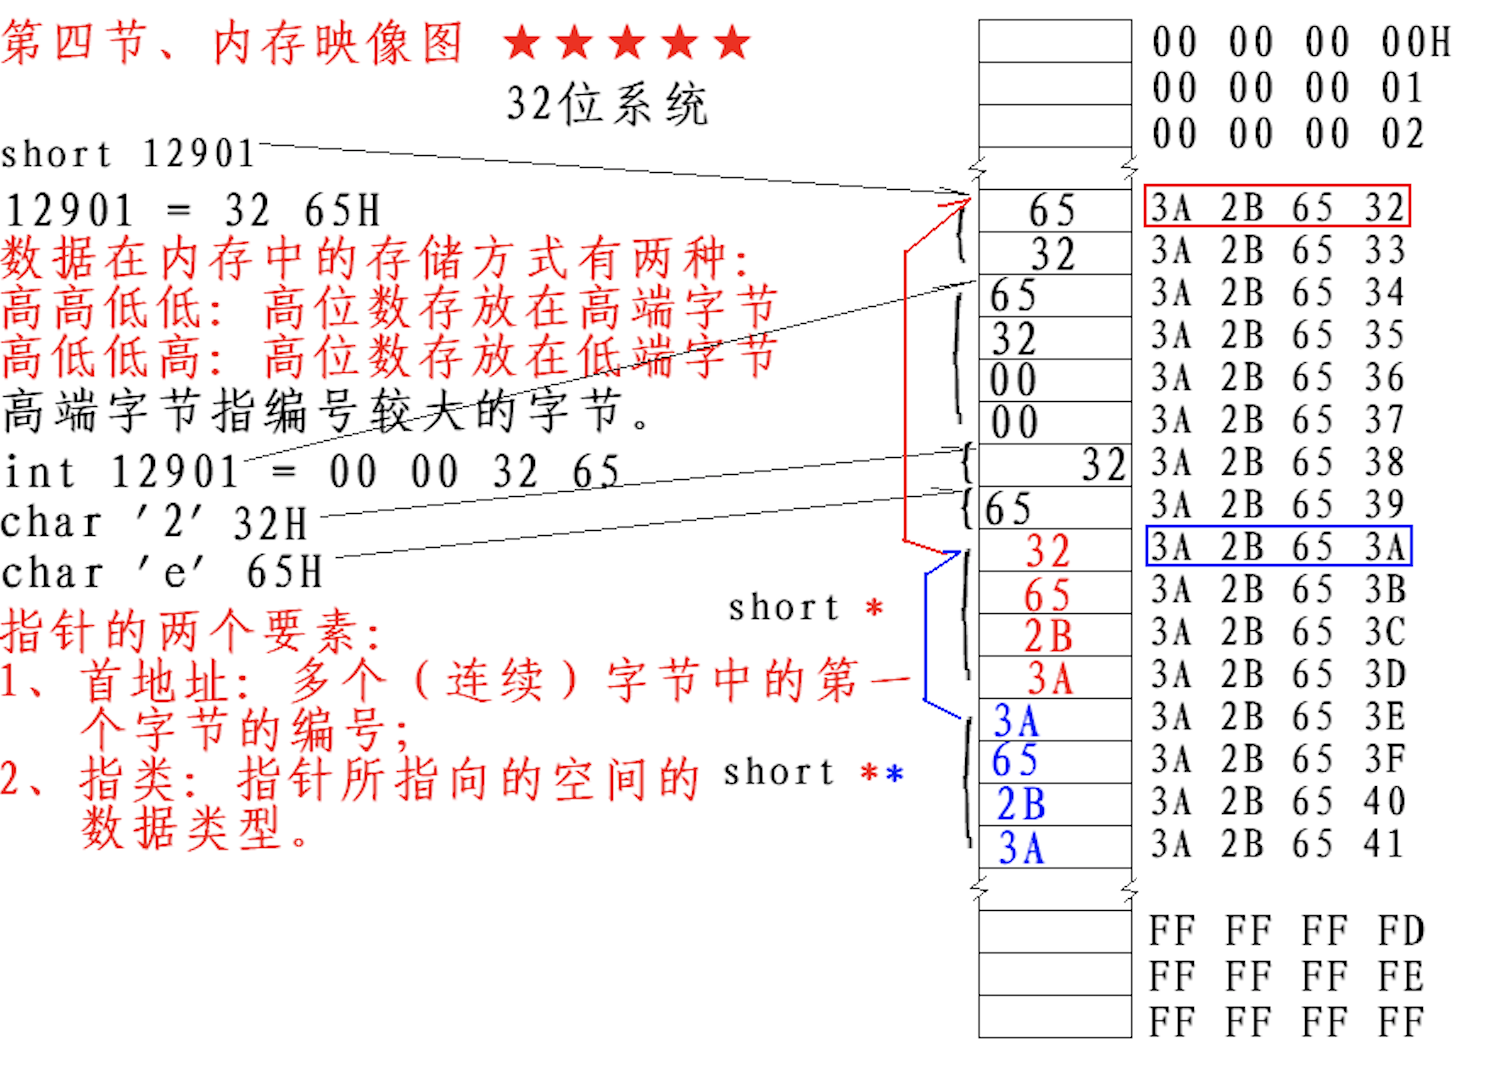 第四节、内存映像图 ★★★★★
32位系统
short 12901
12901 = 32 65H
数据在内存中的存储方式有两种:
高高低低: 高位数存放在高端字节
高低低高: 高位数存放在低端字节
高端字节指编号较大的字节。
int 12901 = 00 00 32 65
char '2' 32H
char 'e' 65H
指针的两个要素:
1、首地址: 多个(连续)字节中的第一
个字节的编号;
2、指类: 指针所指向的空间的
数据类型。
short *
short **
00 00 00 00H
00 00 00 01
00 00 00 02
65 3A 2B 65 32
32 3A 2B 65 33
65 3A 2B 65 34
32 3A 2B 65 35
00 3A 2B 65 36
00 3A 2B 65 37
32 3A 2B 65 38
65 3A 2B 65 39
32 3A 2B 65 3A
65 3A 2B 65 3B
2B 3A 2B 65 3C
3A 3A 2B 65 3D
3A 3A 2B 65 3E
65 3A 2B 65 3F
2B 3A 2B 65 40
3A 3A 2B 65 41
FF FF FF FD
FF FF FF FE
FF FF FF FF